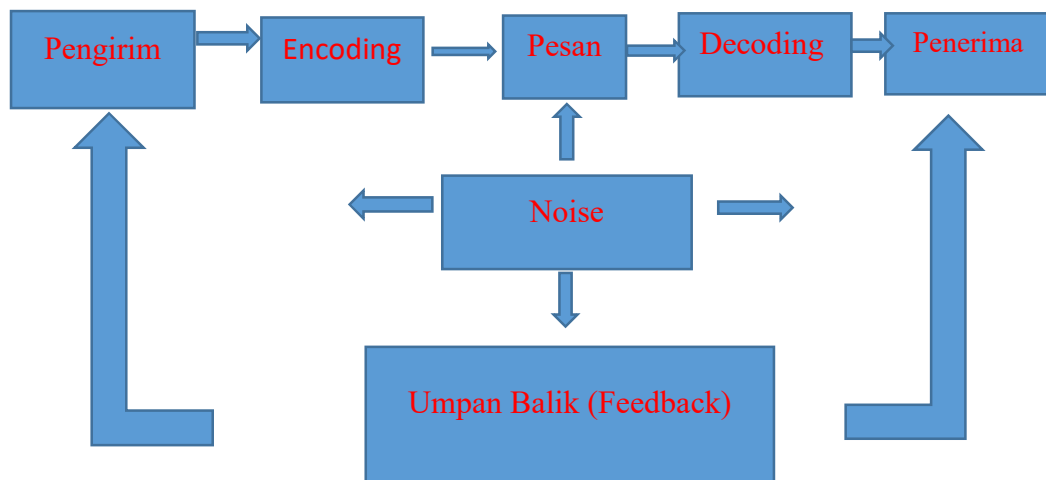 Pengirim
Encoding
Pesan
Decoding
Penerima
Noise
Umpan Balik (Feedback)